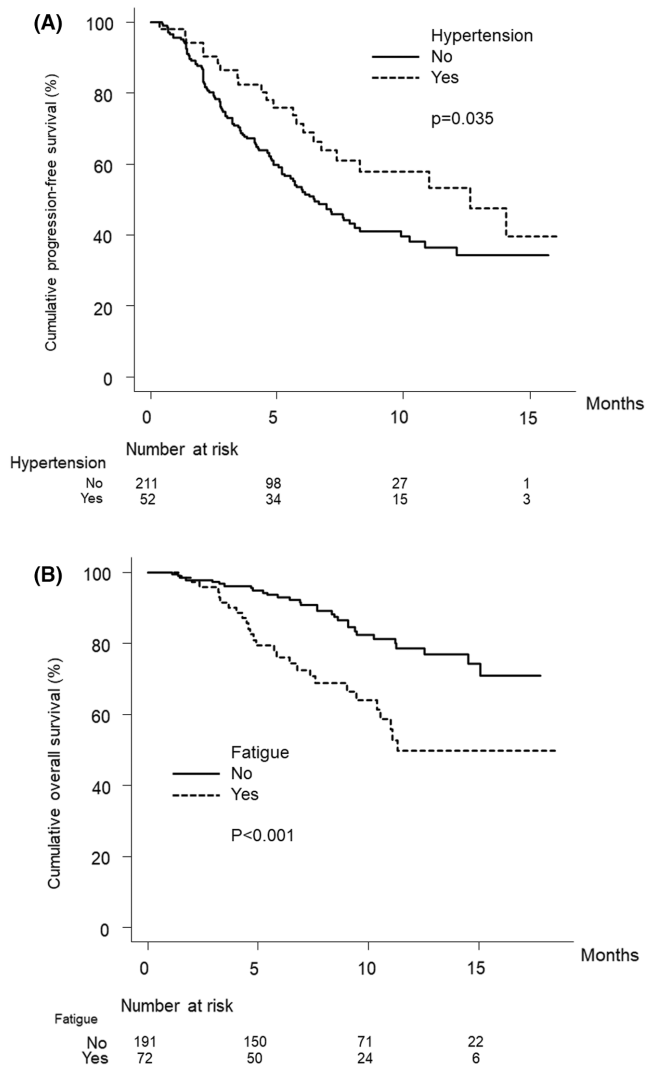 (A)
100
80
60
40
20
0
Cumulative progression-free survival (%)
Hypertension
No
Yes
p=0.035
0 5 10 15 Months
Number at risk
Hypertension
No 211 98 27 1
Yes 52 34 15 3
(B)
100
80
60
40
20
0
Cumulative overall survival (%)
Fatigue
No
Yes
P<0.001
0 5 10 15 Months
Number at risk
Fatigue
No 191 150 71 22
Yes 72 50 24 6